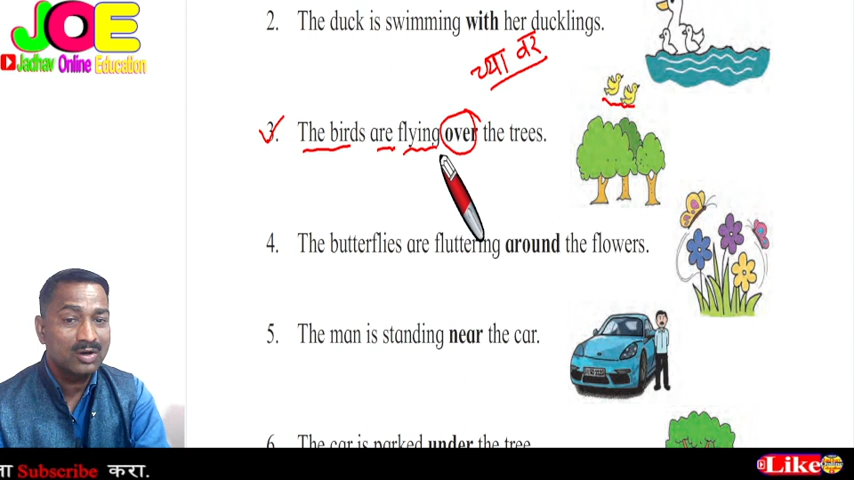 JOE
Jadhav Online Education
2. The duck is swimming with her ducklings.
च्या वर
3. The birds are flying over the trees.
4. The butterflies are fluttering around the flowers.
5. The man is standing near the car.
6 The car is parked under the tree
ला Subscribe करा.
Like